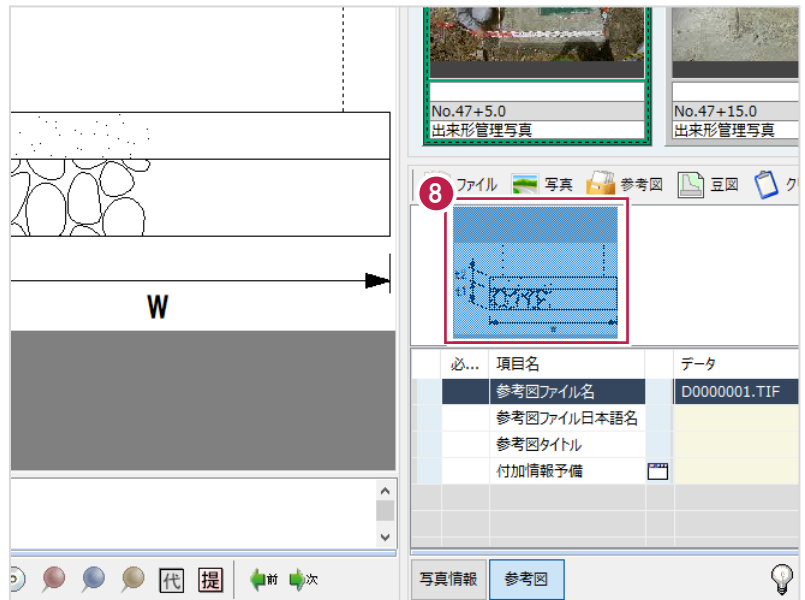 No.47+5.0
出来形管理写真
No.47+15.0
出来形管理写真
8
ファイル
写真
参考図
豆図
t2
t1
W
W
必...
項目名
データ
参考図ファイル名
D0000001.TIF
参考図ファイル日本語名
参考図タイトル
付加情報予備
代
提
前
次
写真情報
参考図